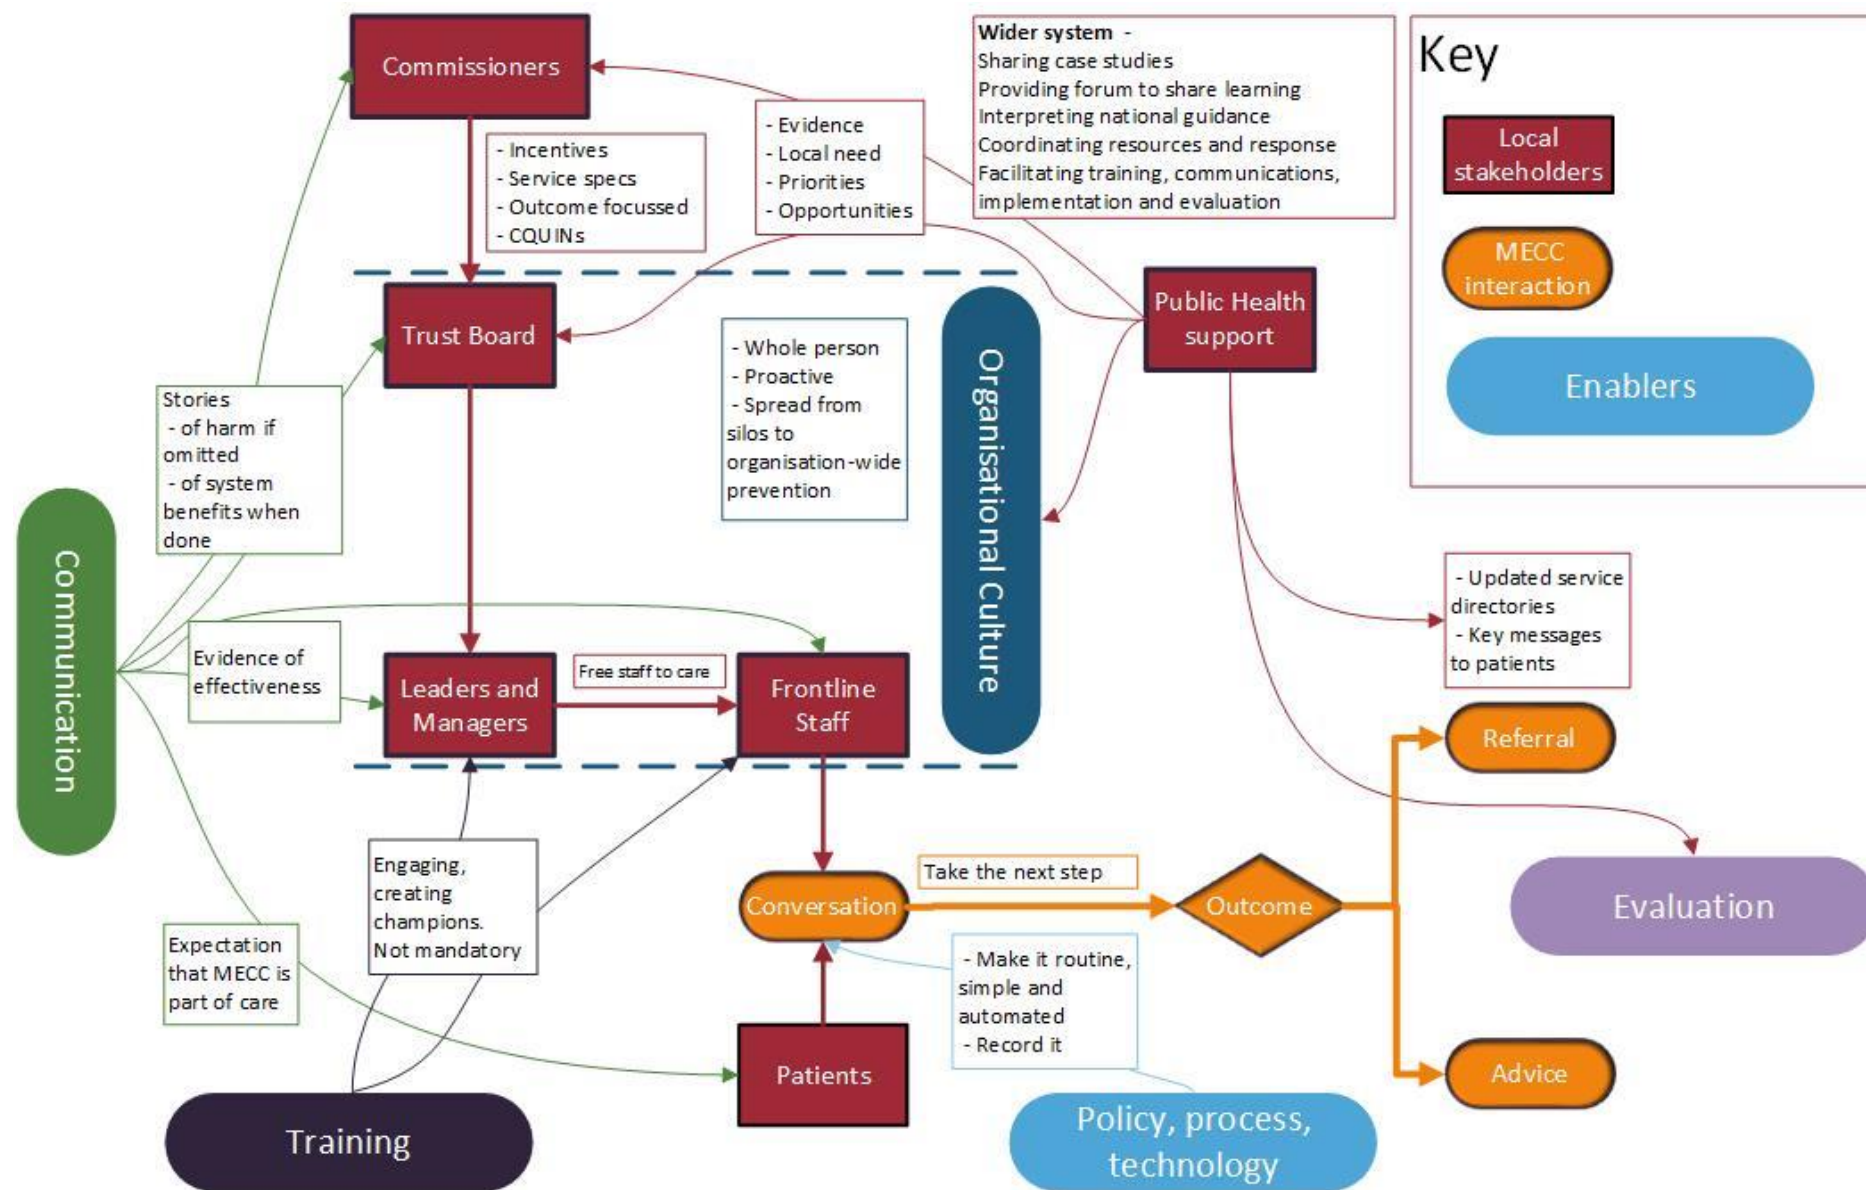 Commissioners
Wider system -
Sharing case studies
Providing forum to share learning
Interpreting national guidance
Coordinating resources and response
Facilitating training, communications,
implementation and evaluation
Key
Local
stakeholders
MECC
interaction
Enablers
- Evidence
- Local need
- Priorities
- Opportunities
- Incentives
- Service specs
- Outcome focussed
- CQUINs
Trust Board
Public Health
support
- Whole person
- Proactive
- Spread from
silos to
organisation-wide
prevention
Organisational Culture
Stories
- of harm if
omitted
- of system
benefits when
done
Communication
Evidence of
effectiveness
Leaders and
Managers
Free staff to care
Frontline
Staff
- Updated service
directories
- Key messages
to patients
Referral
Engaging,
creating
champions.
Not mandatory
Conversation
Take the next step
Outcome
Evaluation
Expectation
that MECC is
part of care
- Make it routine,
simple and
automated
- Record it
Patients
Advice
Training
Policy, process,
technology